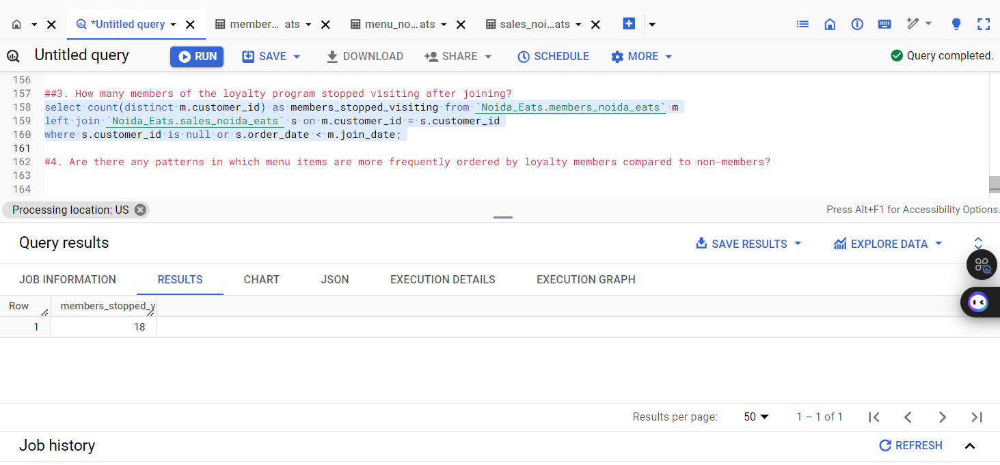 *Untitled query
member... ats
menu_no...ats
sales_noi...ats
Untitled query
RUN
SAVE
DOWNLOAD
SHARE
SCHEDULE
MORE
Query completed.
156
157 ##3. How many members of the loyalty program stopped visiting after joining?
158 select count(distinct m.customer_id) as members_stopped_visiting from `Noida_Eats.members_noida_eats` m
159 left join `Noida_Eats.sales_noida_eats` s on m.customer_id = s.customer_id
160 where s.customer_id is null or s.order_date < m.join_date;
161
162 #4. Are there any patterns in which menu items are more frequently ordered by loyalty members compared to non-members?
163
164
Processing location: US
Press Alt+F1 for Accessibility Options.
Query results
SAVE RESULTS
EXPLORE DATA
JOB INFORMATION
RESULTS
CHART
JSON
EXECUTION DETAILS
EXECUTION GRAPH
Row members_stopped_v
1 18
Results per page: 50 1 – 1 of 1
Job history
REFRESH